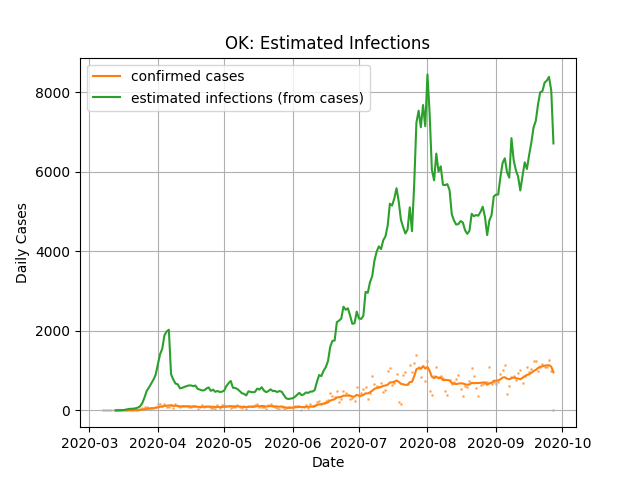 OK: Estimated Infections
confirmed cases
estimated infections (from cases)
Daily Cases
8000
6000
4000
2000
0
2020-03 2020-04 2020-05 2020-06 2020-07 2020-08 2020-09 2020-10
Date